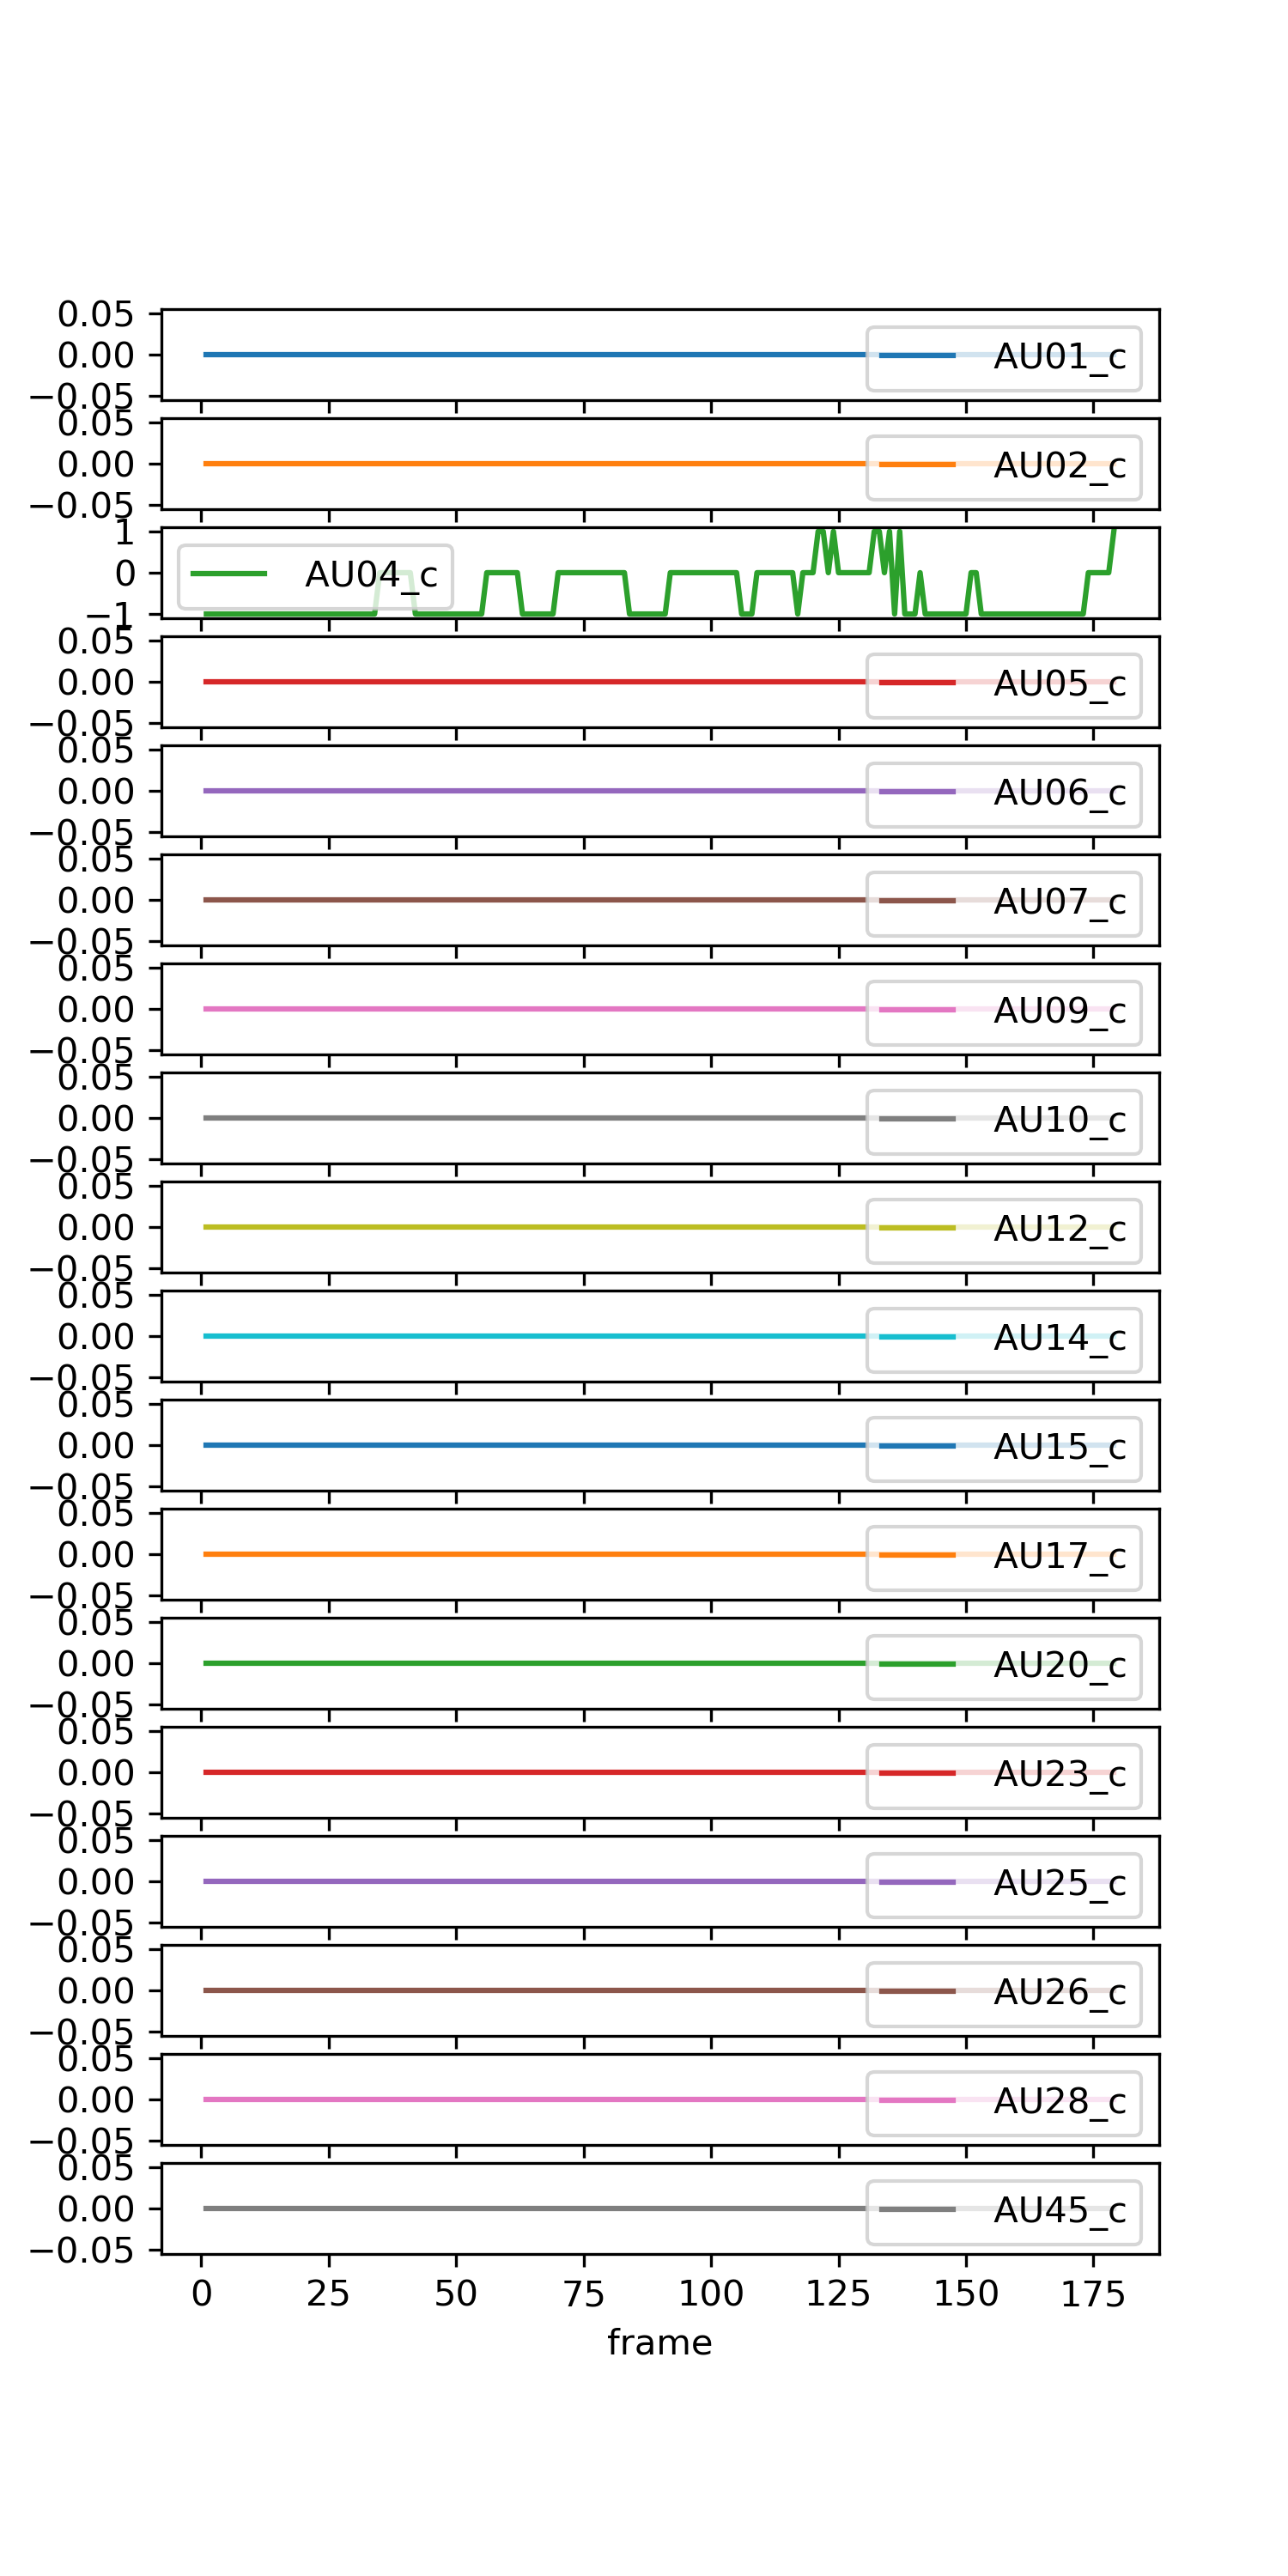 0.05
0.00 AU01_c
−0.05
0.05
0.00 AU02_c
−0.05
1
0 AU04_c
−1
0.05
0.00 AU05_c
−0.05
0.05
0.00 AU06_c
−0.05
0.05
0.00 AU07_c
−0.05
0.05
0.00 AU09_c
−0.05
0.05
0.00 AU10_c
−0.05
0.05
0.00 AU12_c
−0.05
0.05
0.00 AU14_c
−0.05
0.05
0.00 AU15_c
−0.05
0.05
0.00 AU17_c
−0.05
0.05
0.00 AU20_c
−0.05
0.05
0.00 AU23_c
−0.05
0.05
0.00 AU25_c
−0.05
0.05
0.00 AU26_c
−0.05
0.05
0.00 AU28_c
−0.05
0.05
0.00 AU45_c
−0.05
0 25 50 75 100 125 150 175
frame